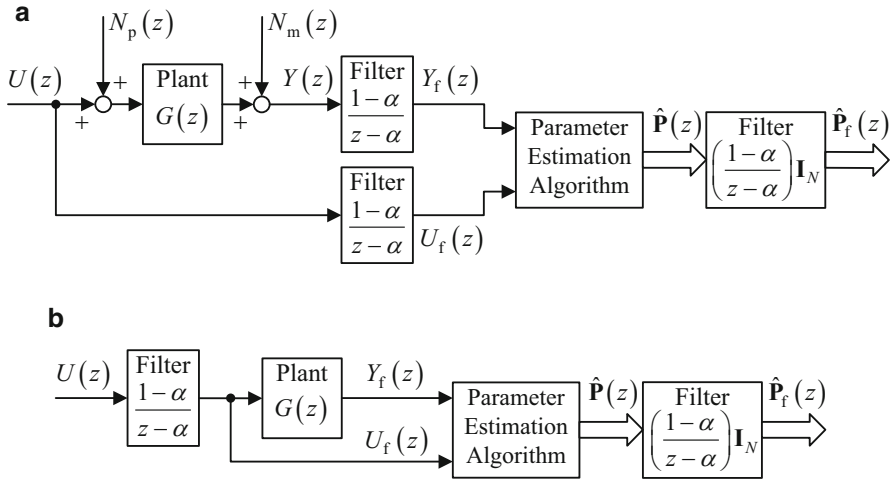 a
N_p(z) N_m(z)
U(z) + + Plant G(z) + + Y(z) Filter (1−α)/(z−α) Y_f(z)
Parameter Estimation Algorithm P̂(z) Filter ((1−α)/(z−α)) I_N P̂_f(z)
Filter (1−α)/(z−α) U_f(z)
b
U(z) Filter (1−α)/(z−α) Plant G(z) Y_f(z)
U_f(z) Parameter Estimation Algorithm P̂(z) Filter ((1−α)/(z−α)) I_N P̂_f(z)